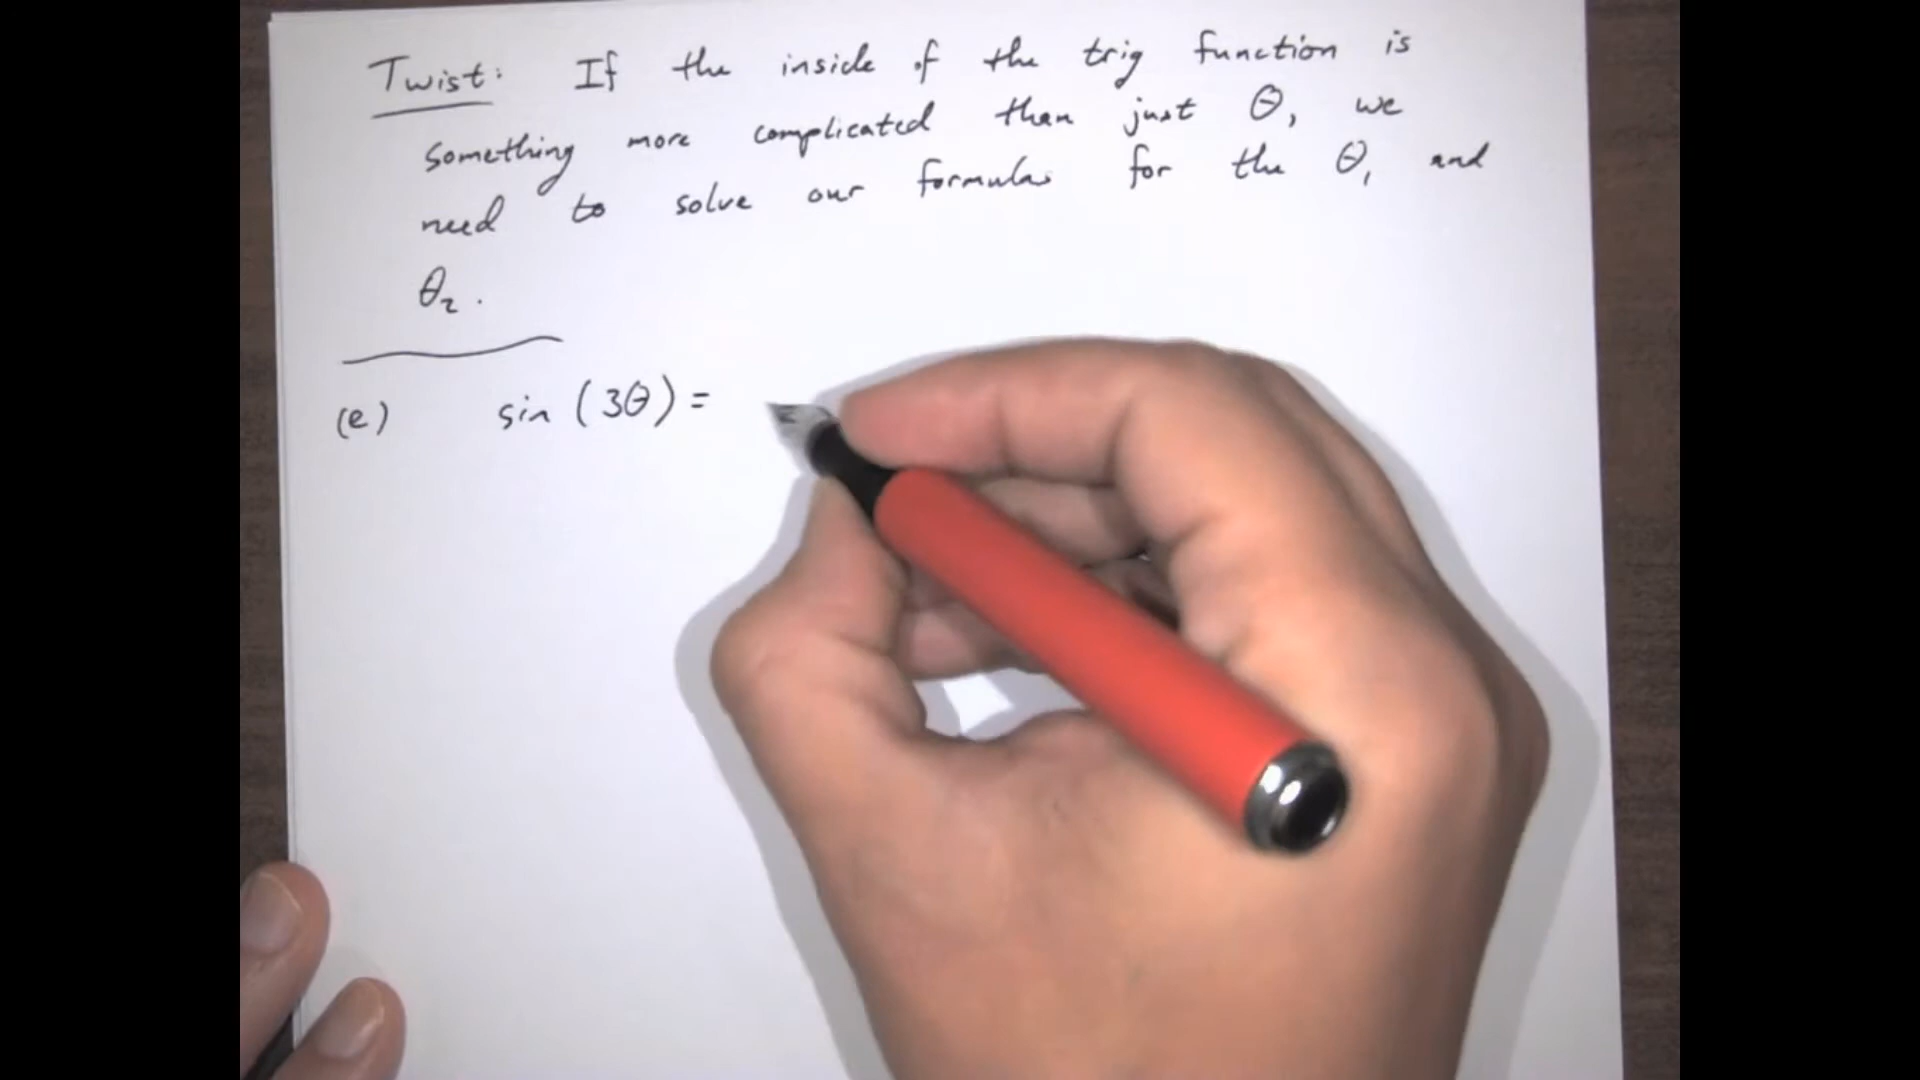 Twist: If the inside of the trig function is
something more complicated than just θ, we
need to solve our formulas for the θ₁ and
θ₂.
(e) sin (3θ) =